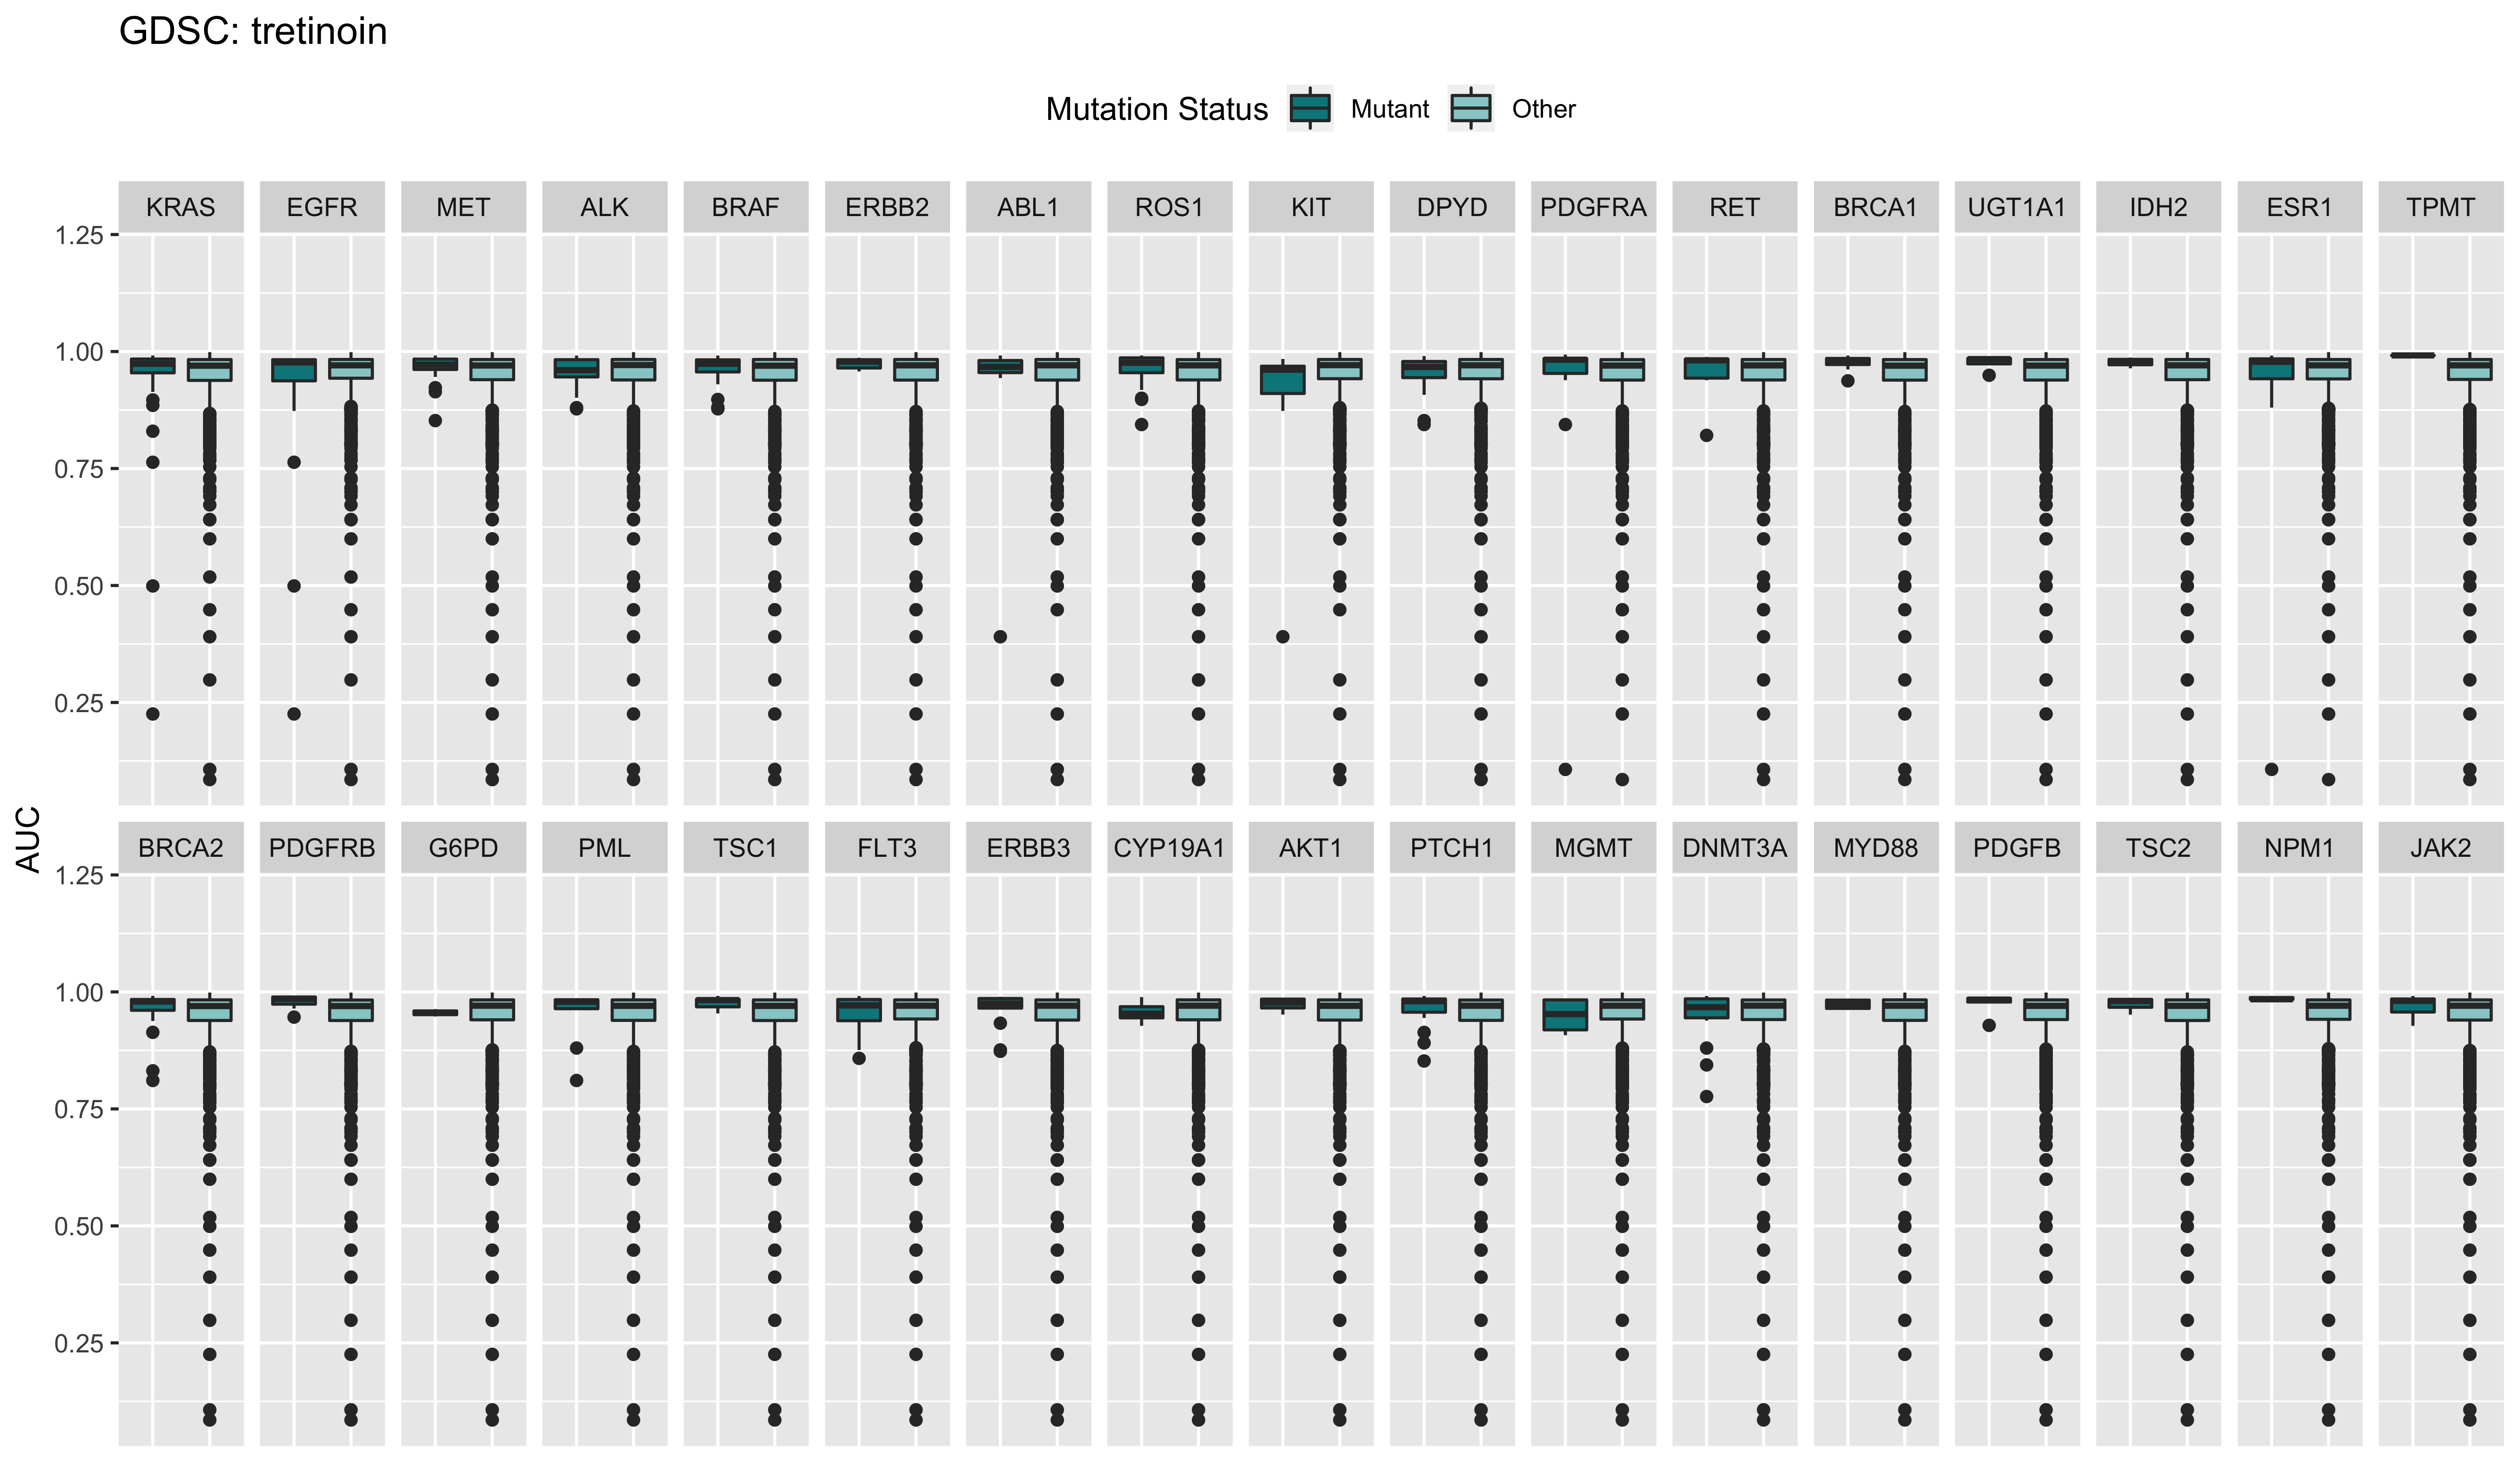 GDSC: tretinoin
Mutation Status Mutant Other
KRAS EGFR MET ALK BRAF ERBB2 ABL1 ROS1 KIT DPYD PDGFRA RET BRCA1 UGT1A1 IDH2 ESR1 TPMT
1.25
1.00
0.75
0.50
0.25
AUC
BRCA2 PDGFRB G6PD PML TSC1 FLT3 ERBB3 CYP19A1 AKT1 PTCH1 MGMT DNMT3A MYD88 PDGFB TSC2 NPM1 JAK2
1.25
1.00
0.75
0.50
0.25